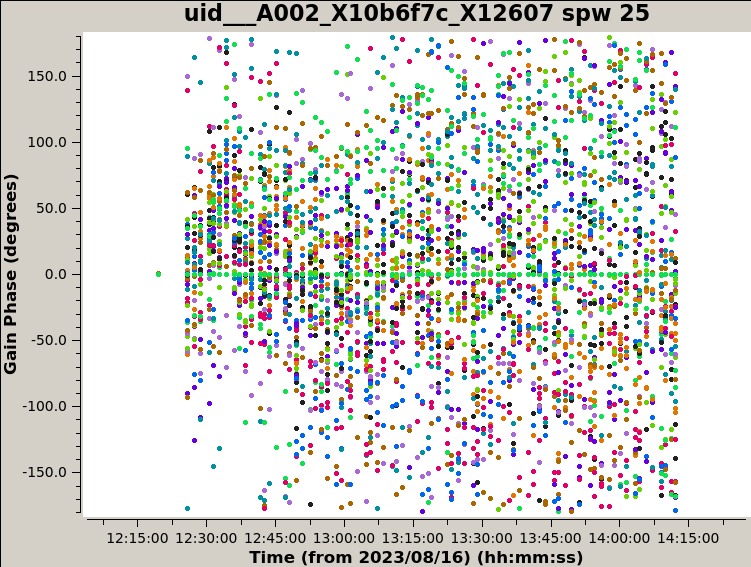 uid___A002_X10b6f7c_X12607 spw 25
150.0
100.0
50.0
0.0
-50.0
-100.0
-150.0
Gain Phase (degrees)
12:15:00 12:30:00 12:45:00 13:00:00 13:15:00 13:30:00 13:45:00 14:00:00 14:15:00
Time (from 2023/08/16) (hh:mm:ss)